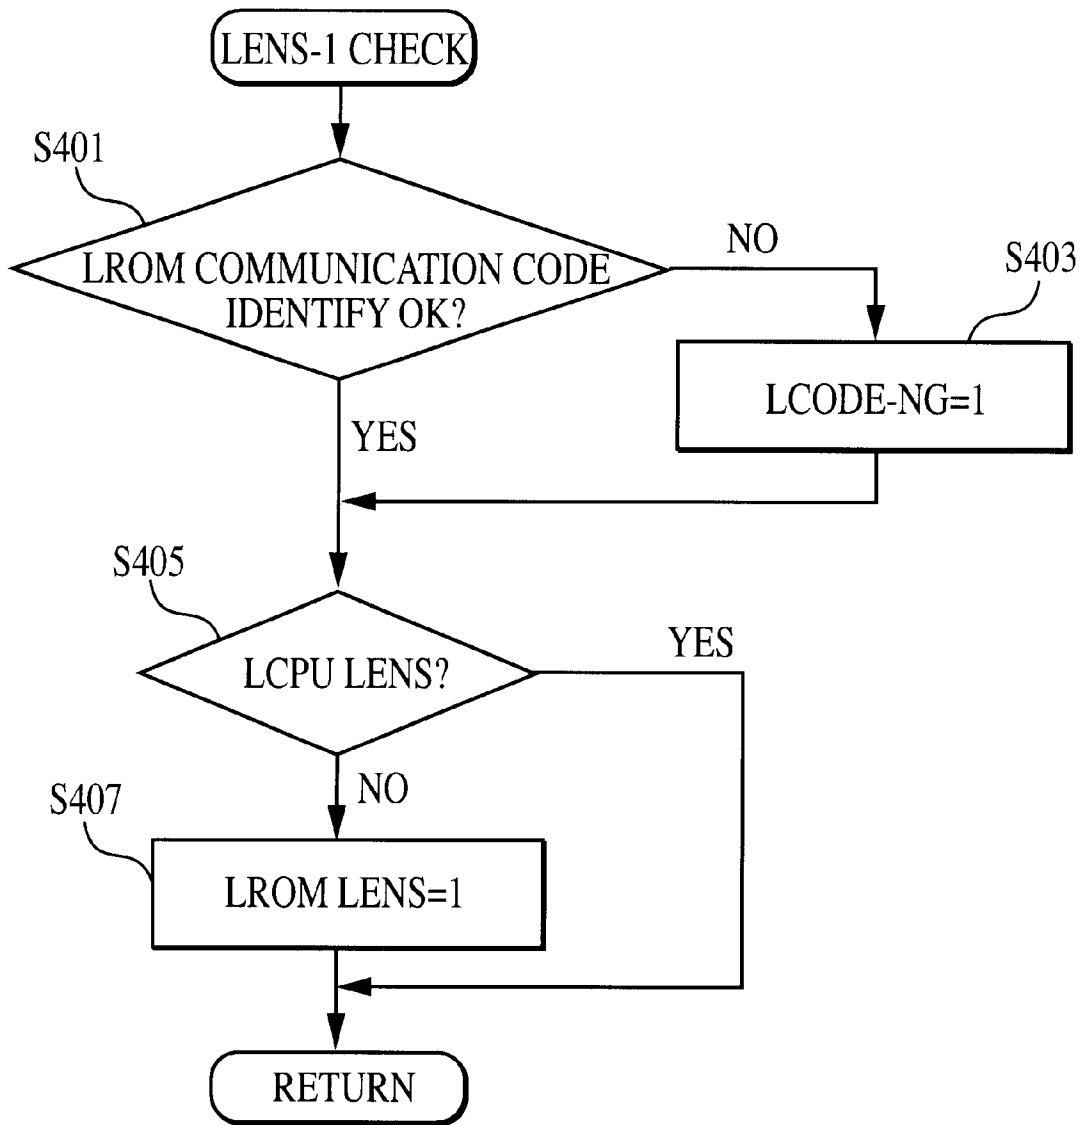 LENS-1 CHECK
S401
LROM COMMUNICATION CODE
IDENTIFY OK?
NO
S403
LCODE-NG=1
YES
S405
LCPU LENS?
YES
NO
S407
LROM LENS=1
RETURN